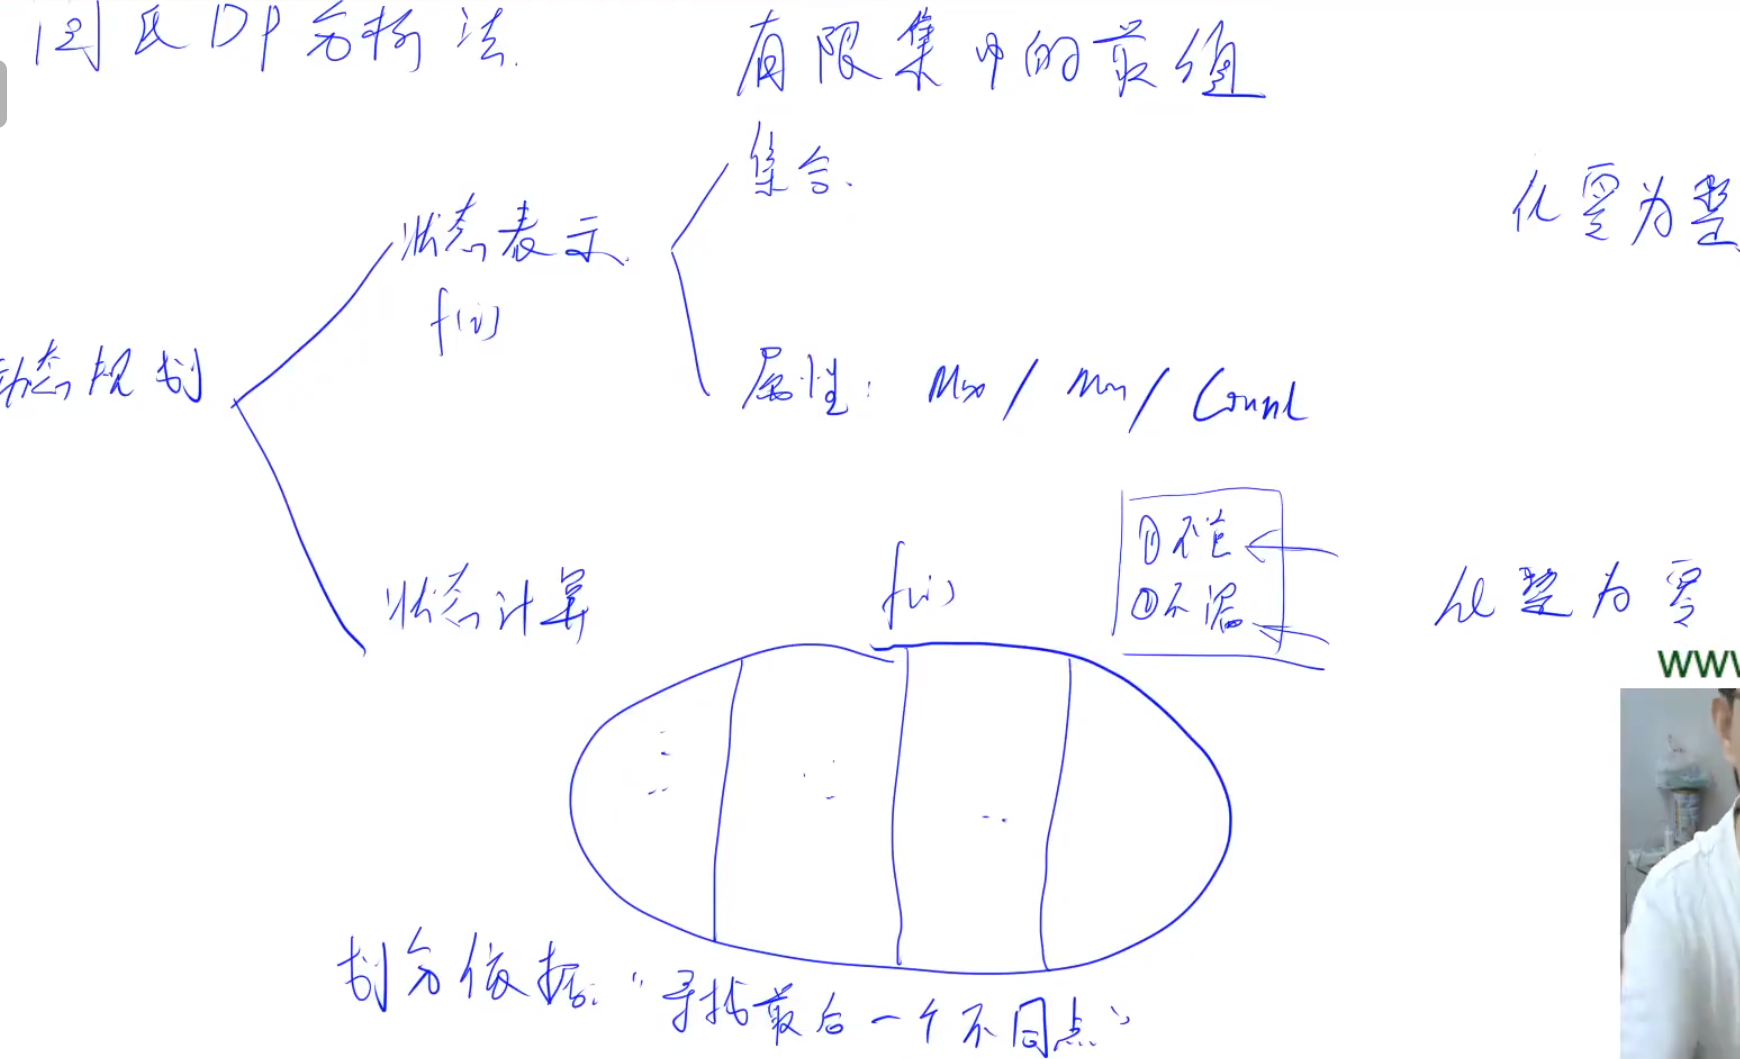 闫氏DP分析法
有限集中的最值
集合.
化零为整
状态表示
f(i)
动态规划
属性: Max / Min / Count
①不重
②不漏
f(i)
化整为零
状态计算
WWW
划分依据: "寻找最后一个不同点"